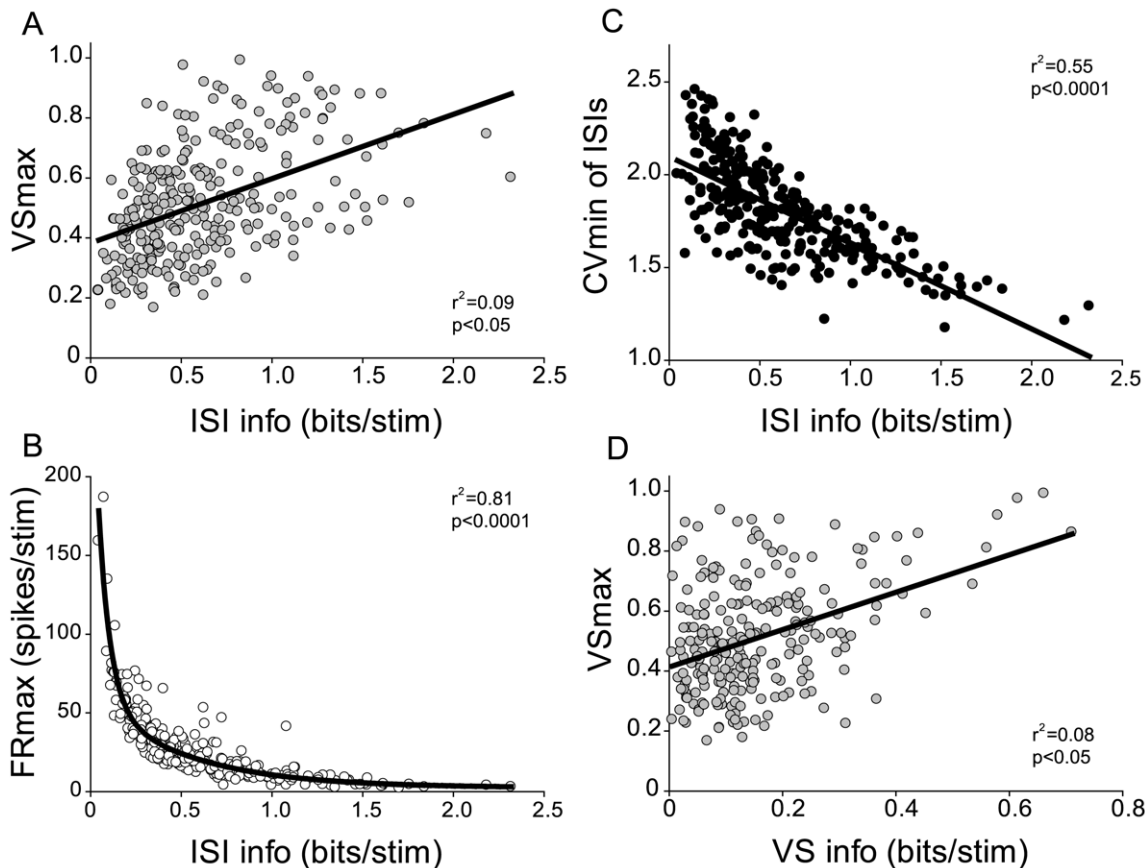 A
VSmax
1.0
0.8
0.6
0.4
0.2
0
r²=0.09
p<0.05
0 0.5 1.0 1.5 2.0 2.5
ISI info (bits/stim)
C
CVmin of ISIs
2.5
2.0
1.5
1.0
r²=0.55
p<0.0001
0 0.5 1.0 1.5 2.0 2.5
ISI info (bits/stim)
B
FRmax (spikes/stim)
200
150
100
50
0
r²=0.81
p<0.0001
0 0.5 1.0 1.5 2.0 2.5
ISI info (bits/stim)
D
VSmax
1.0
0.8
0.6
0.4
0.2
0
r²=0.08
p<0.05
0 0.2 0.4 0.6 0.8
VS info (bits/stim)